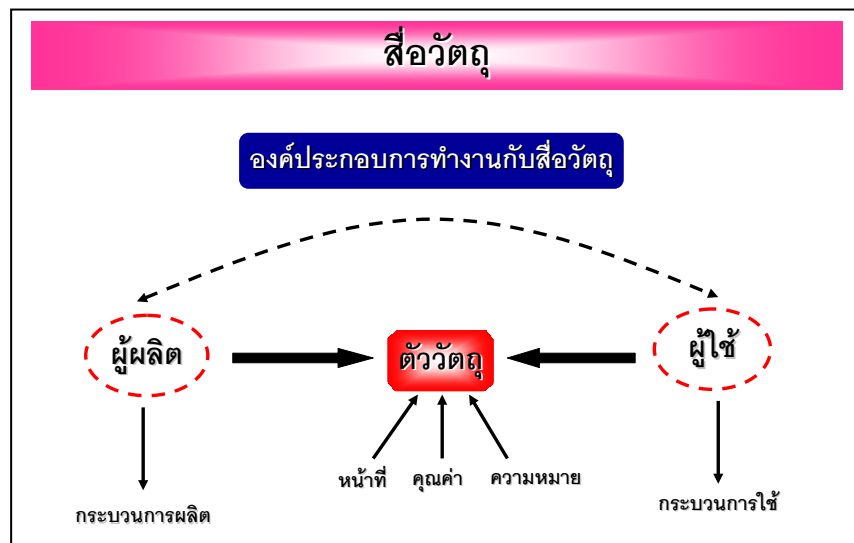 สื่อวัตถุ
องค์ประกอบการทำงานกับสื่อวัตถุ
ผู้ผลิต
ตัววัตถุ
ผู้ใช้
หน้าที่
คุณค่า
ความหมาย
กระบวนการผลิต
กระบวนการใช้